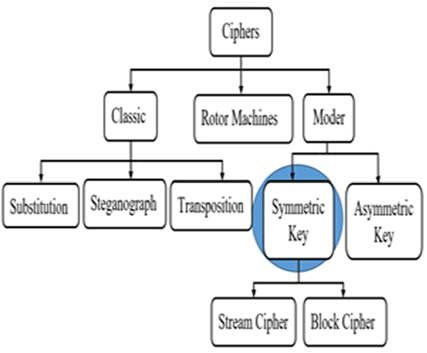 Ciphers
Classic
Rotor Machines
Moder
Substitution
Steganograph
Transposition
Symmetric
Key
Asymmetric
Key
Stream Cipher
Block Cipher